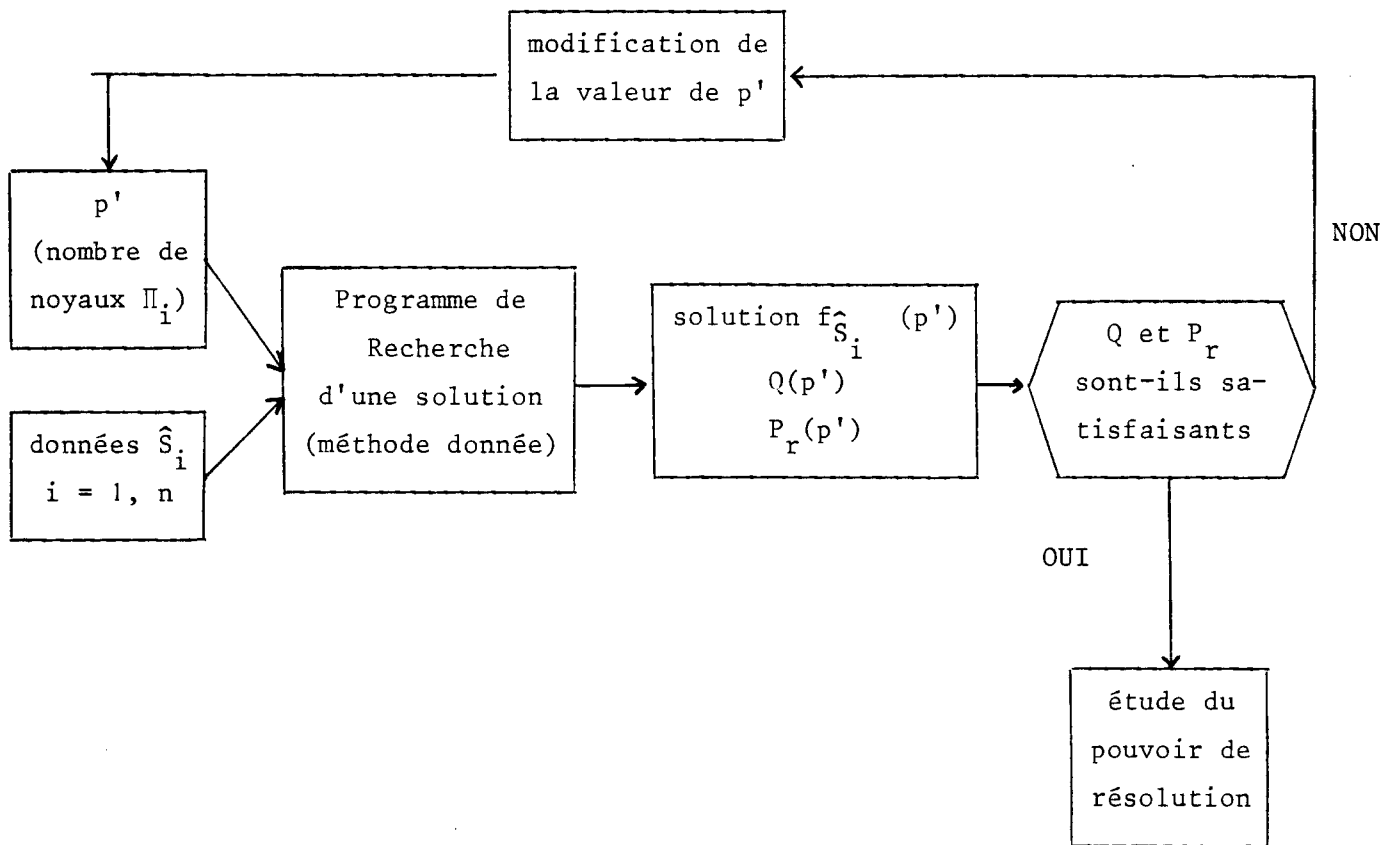 modification de
la valeur de p'
p'
(nombre de
noyaux Π_i)
données Ŝ_i
i = 1, n
Programme de
Recherche
d'une solution
(méthode donnée)
solution f_Ŝ_i (p')
Q(p')
P_r(p')
Q et P_r
sont-ils sa-
tisfaisants
NON
OUI
étude du
pouvoir de
résolution